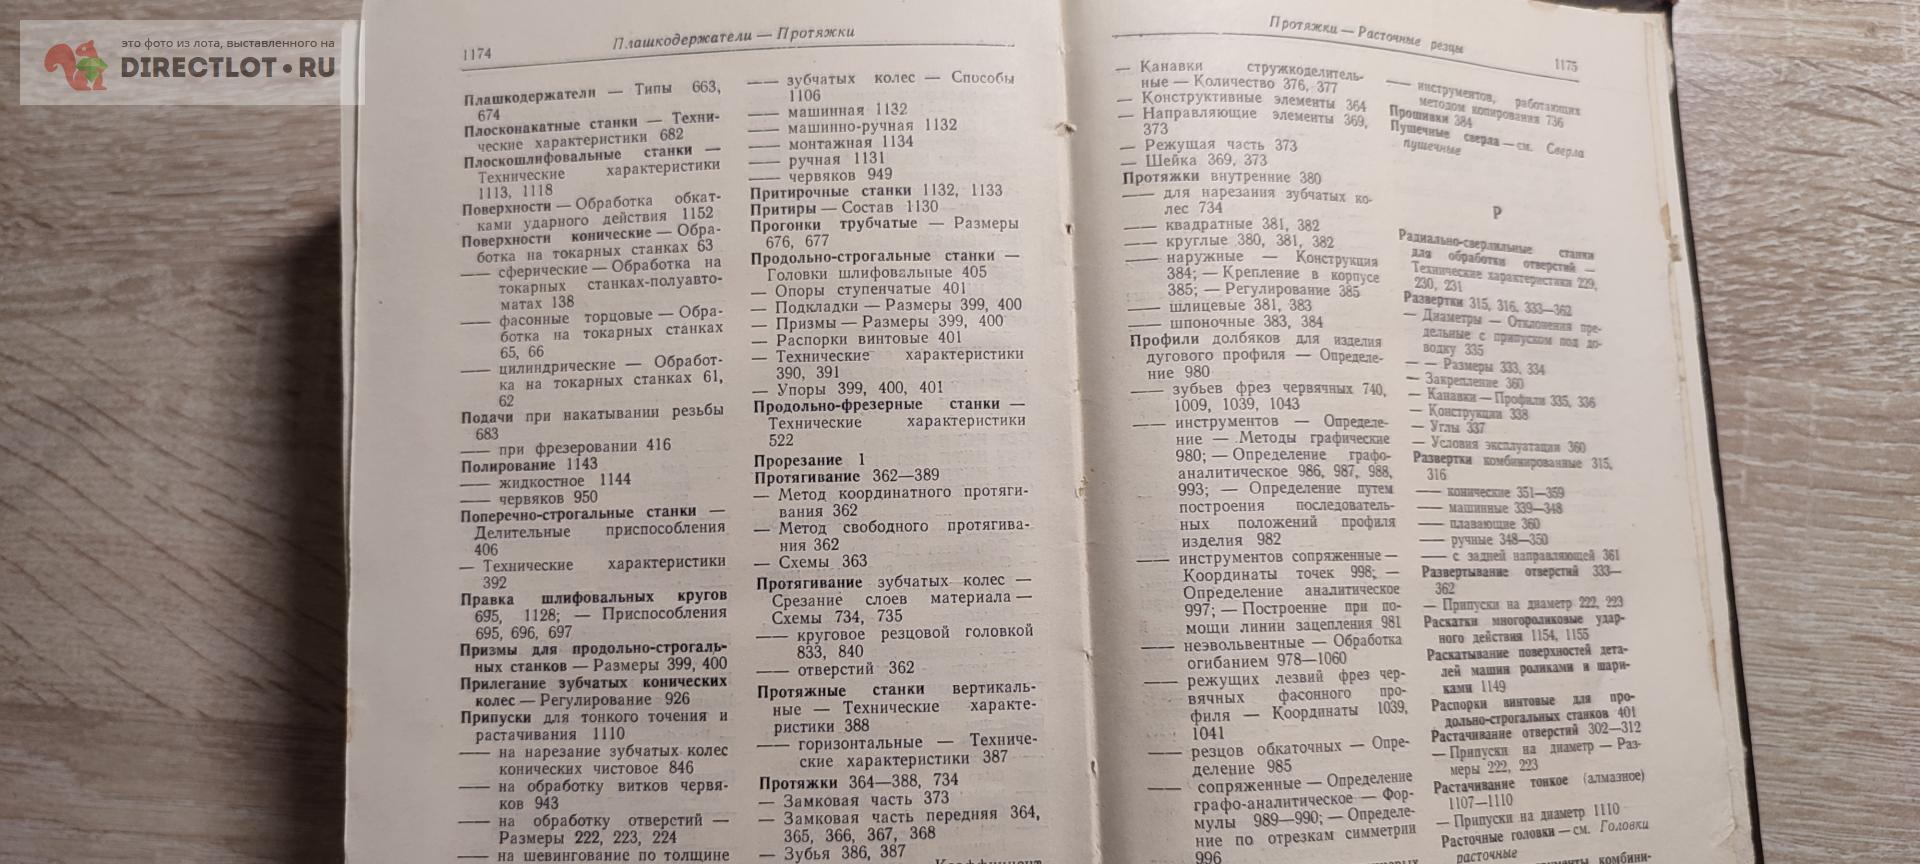 это фото из лота, выставленного на
DIRECTLOT.RU
1174
Плашкодержатели — Протяжки
Плашкодержатели — Типы 663,
674
Плосконакатные станки — Техни-
ческие характеристики 682
Плоскошлифовальные станки —
Технические характеристики
1113, 1118
Поверхности — Обработка обкат-
ками ударного действия 1152
Поверхности конические — Обра-
ботка на токарных станках 63
—— сферические — Обработка на
токарных станках-полуавто-
матах 138
—— фасонные торцовые — Обра-
ботка на токарных станках
65, 66
—— цилиндрические — Обработ-
ка на токарных станках 61,
62
Подачи при накатывании резьбы
683
—— при фрезеровании 416
Полирование 1143
—— жидкостное 1144
—— червяков 950
Поперечно-строгальные станки —
Делительные приспособления
406
— Технические характеристики
392
Правка шлифовальных кругов
695, 1128; — Приспособления
695, 696, 697
Призмы для продольно-строгаль-
ных станков — Размеры 399, 400
Прилегание зубчатых конических
колес — Регулирование 926
Припуски для тонкого точения и
растачивания 1110
—— на нарезание зубчатых колес
конических чистовое 846
—— на обработку витков червя-
ков 943
—— на обработку отверстий —
Размеры 222, 223, 224
—— на шевингование по толщине
—— зубчатых колес — Способы
1106
—— машинная 1132
—— машинно-ручная 1132
—— монтажная 1134
—— ручная 1131
—— червяков 949
Притирочные станки 1132, 1133
Притиры — Состав 1130
Прогонки трубчатые — Размеры
676, 677
Продольно-строгальные станки —
Головки шлифовальные 405
— Опоры ступенчатые 401
— Подкладки — Размеры 399, 400
— Призмы — Размеры 399, 400
— Распорки винтовые 401
— Технические характеристики
390, 391
— Упоры 399, 400, 401
Продольно-фрезерные станки —
Технические характеристики
522
Прорезание 1
Протягивание 362—389
— Метод координатного протяги-
вания 362
— Метод свободного протягива-
ния 362
— Схемы 363
Протягивание зубчатых колес —
Срезание слоев материала —
Схемы 734, 735
—— круговое резцовой головкой
833, 840
—— отверстий 362
Протяжные станки вертикаль-
ные — Технические характе-
ристики 388
—— горизонтальные — Техниче-
ские характеристики 387
Протяжки 364—388, 734
— Замковая часть 373
— Замковая часть передняя 364,
365, 366, 367, 368
— Зубья 386, 387
Протяжки — Расточные резцы
1175
— Канавки стружкоделитель-
ные — Количество 376, 377
— Конструктивные элементы 364
— Направляющие элементы 369,
373
— Режущая часть 373
— Шейка 369, 373
Протяжки внутренние 380
—— для нарезания зубчатых ко-
лес 734
—— квадратные 381, 382
—— круглые 380, 381, 382
—— наружные — Конструкция
384; — Крепление в корпусе
385; — Регулирование 385
—— шлицевые 381, 383
—— шпоночные 383, 384
Профили долбяков для изделия
дугового профиля — Определе-
ние 980
—— зубьев фрез червячных 740,
1009, 1039, 1043
—— инструментов — Определе-
ние — Методы графические
980; — Определение графо-
аналитическое 986, 987, 988,
993; — Определение путем
построения последователь-
ных положений профиля
изделия 982
—— инструментов сопряженные —
Координаты точек 998; —
Определение аналитическое
997; — Построение при по-
мощи линии зацепления 981
—— неэвольвентные — Обработка
огибанием 978—1060
—— режущих лезвий фрез чер-
вячных фасонного про-
филя — Координаты 1039,
1041
—— резцов обкаточных — Опре-
деление 985
—— сопряженные — Определение
графо-аналитическое — Фор-
мулы 989—990; — Определе-
ние по отрезкам симметрии
996
—— инструментов, работающих
методом копирования 736
Прошивки 384
Пушечные сверла — см. Сверла
пушечные
Р
Радиально-сверлильные станки
для обработки отверстий —
Технические характеристики 229,
230, 231
Развертки 315, 316, 333—362
— Диаметры — Отклонения пре-
дельные с припуском под до-
водку 335
— — Размеры 333, 334
— Закрепление 360
— Канавки — Профили 335, 336
— Конструкции 338
— Углы 337
— Условия эксплуатации 360
Развертки комбинированные 315,
316
—— конические 351—359
—— машинные 339—348
—— плавающие 360
—— ручные 348—350
—— с задней направляющей 361
Развертывание отверстий 333—
362
— Припуски на диаметр 222, 223
Раскатки многороликовые удар-
ного действия 1154, 1155
Раскатывание поверхностей дета-
лей машин роликами и шари-
ками 1149
Распорки винтовые для про-
дольно-строгальных станков 401
Растачивание отверстий 302—312
— Припуски на диаметр — Раз-
меры 222, 223
Растачивание тонкое (алмазное)
1107—1110
— Припуски на диаметр 1110
Расточные головки — см. Головки
расточные